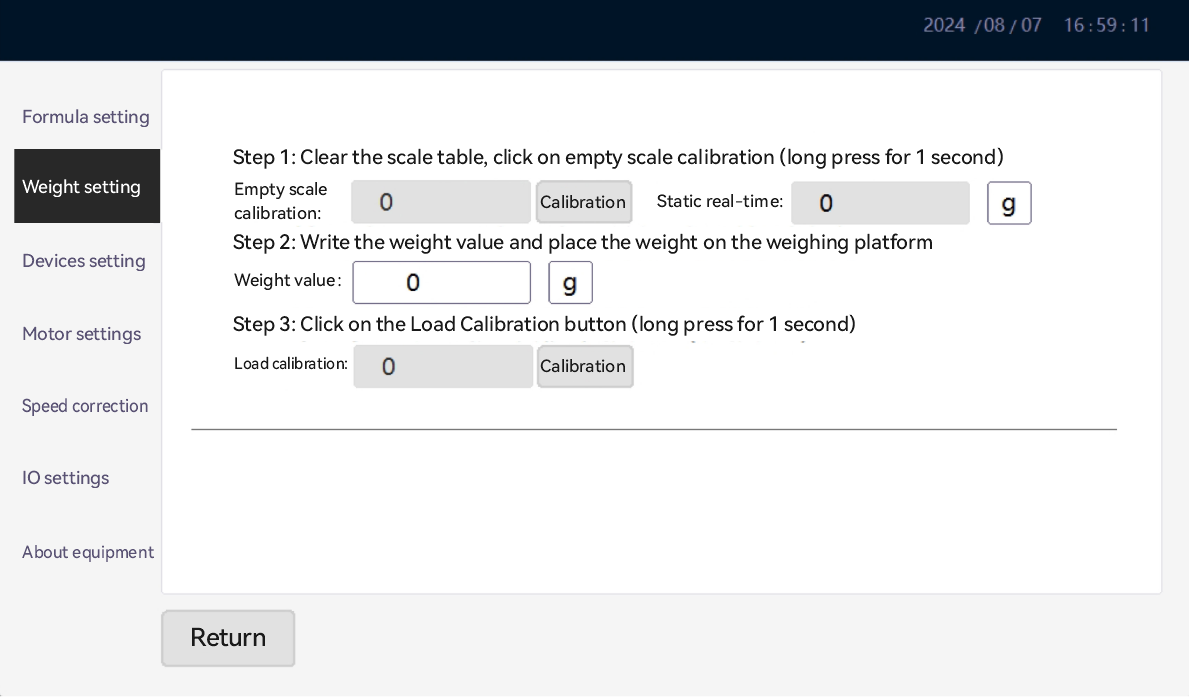 2024 /08/07 16:59:11
Formula setting
Weight setting
Devices setting
Motor settings
Speed correction
IO settings
About equipment
Step 1: Clear the scale table, click on empty scale calibration (long press for 1 second)
Empty scale calibration: 0 Calibration Static real-time: 0 g
Step 2: Write the weight value and place the weight on the weighing platform
Weight value: 0 g
Step 3: Click on the Load Calibration button (long press for 1 second)
Load calibration: 0 Calibration
Return